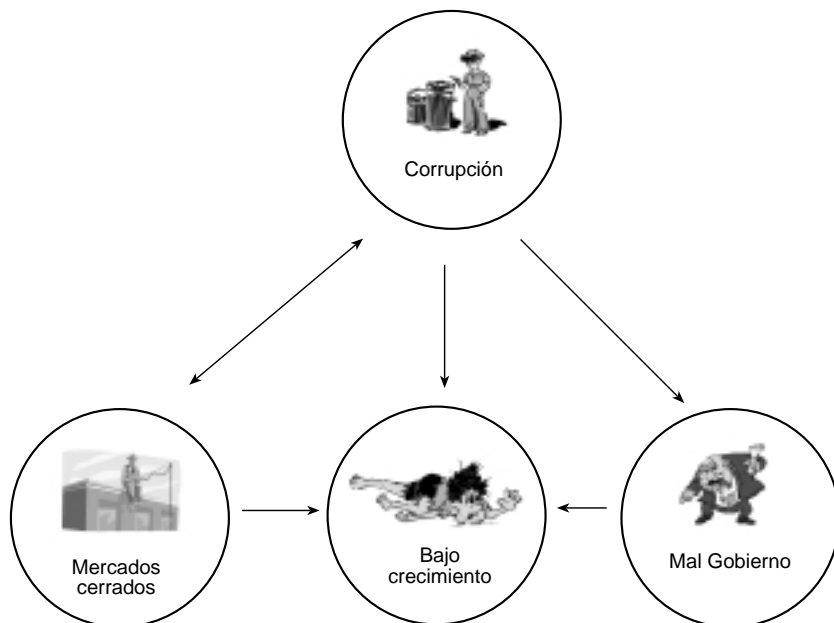 Corrupción
Mercados
cerrados
Bajo
crecimiento
Mal Gobierno